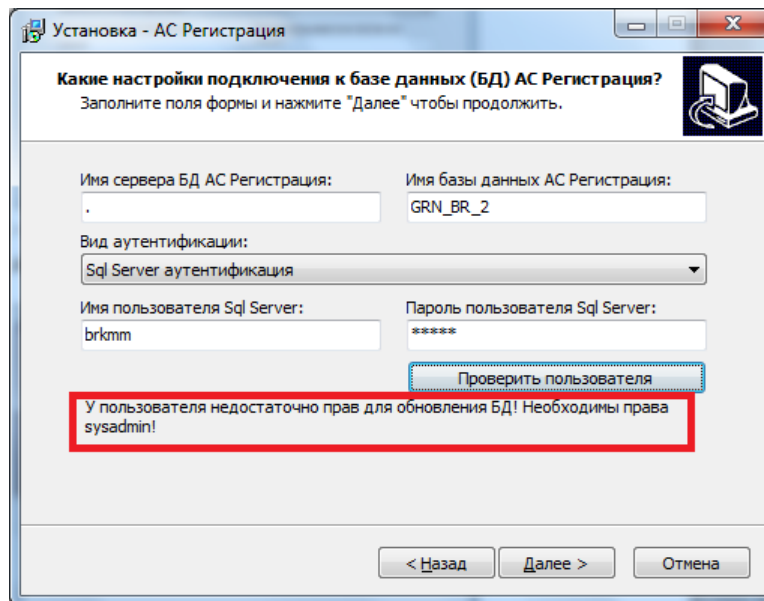 Установка - АС Регистрация
Какие настройки подключения к базе данных (БД) АС Регистрация?
Заполните поля формы и нажмите "Далее" чтобы продолжить.
Имя сервера БД АС Регистрация:
Имя базы данных АС Регистрация:
.
GRN_BR_2
Вид аутентификации:
Sql Server аутентификация
Имя пользователя Sql Server:
Пароль пользователя Sql Server:
brkmm
*****
Проверить пользователя
У пользователя недостаточно прав для обновления БД! Необходимы права
sysadmin!
< Назад
Далее >
Отмена